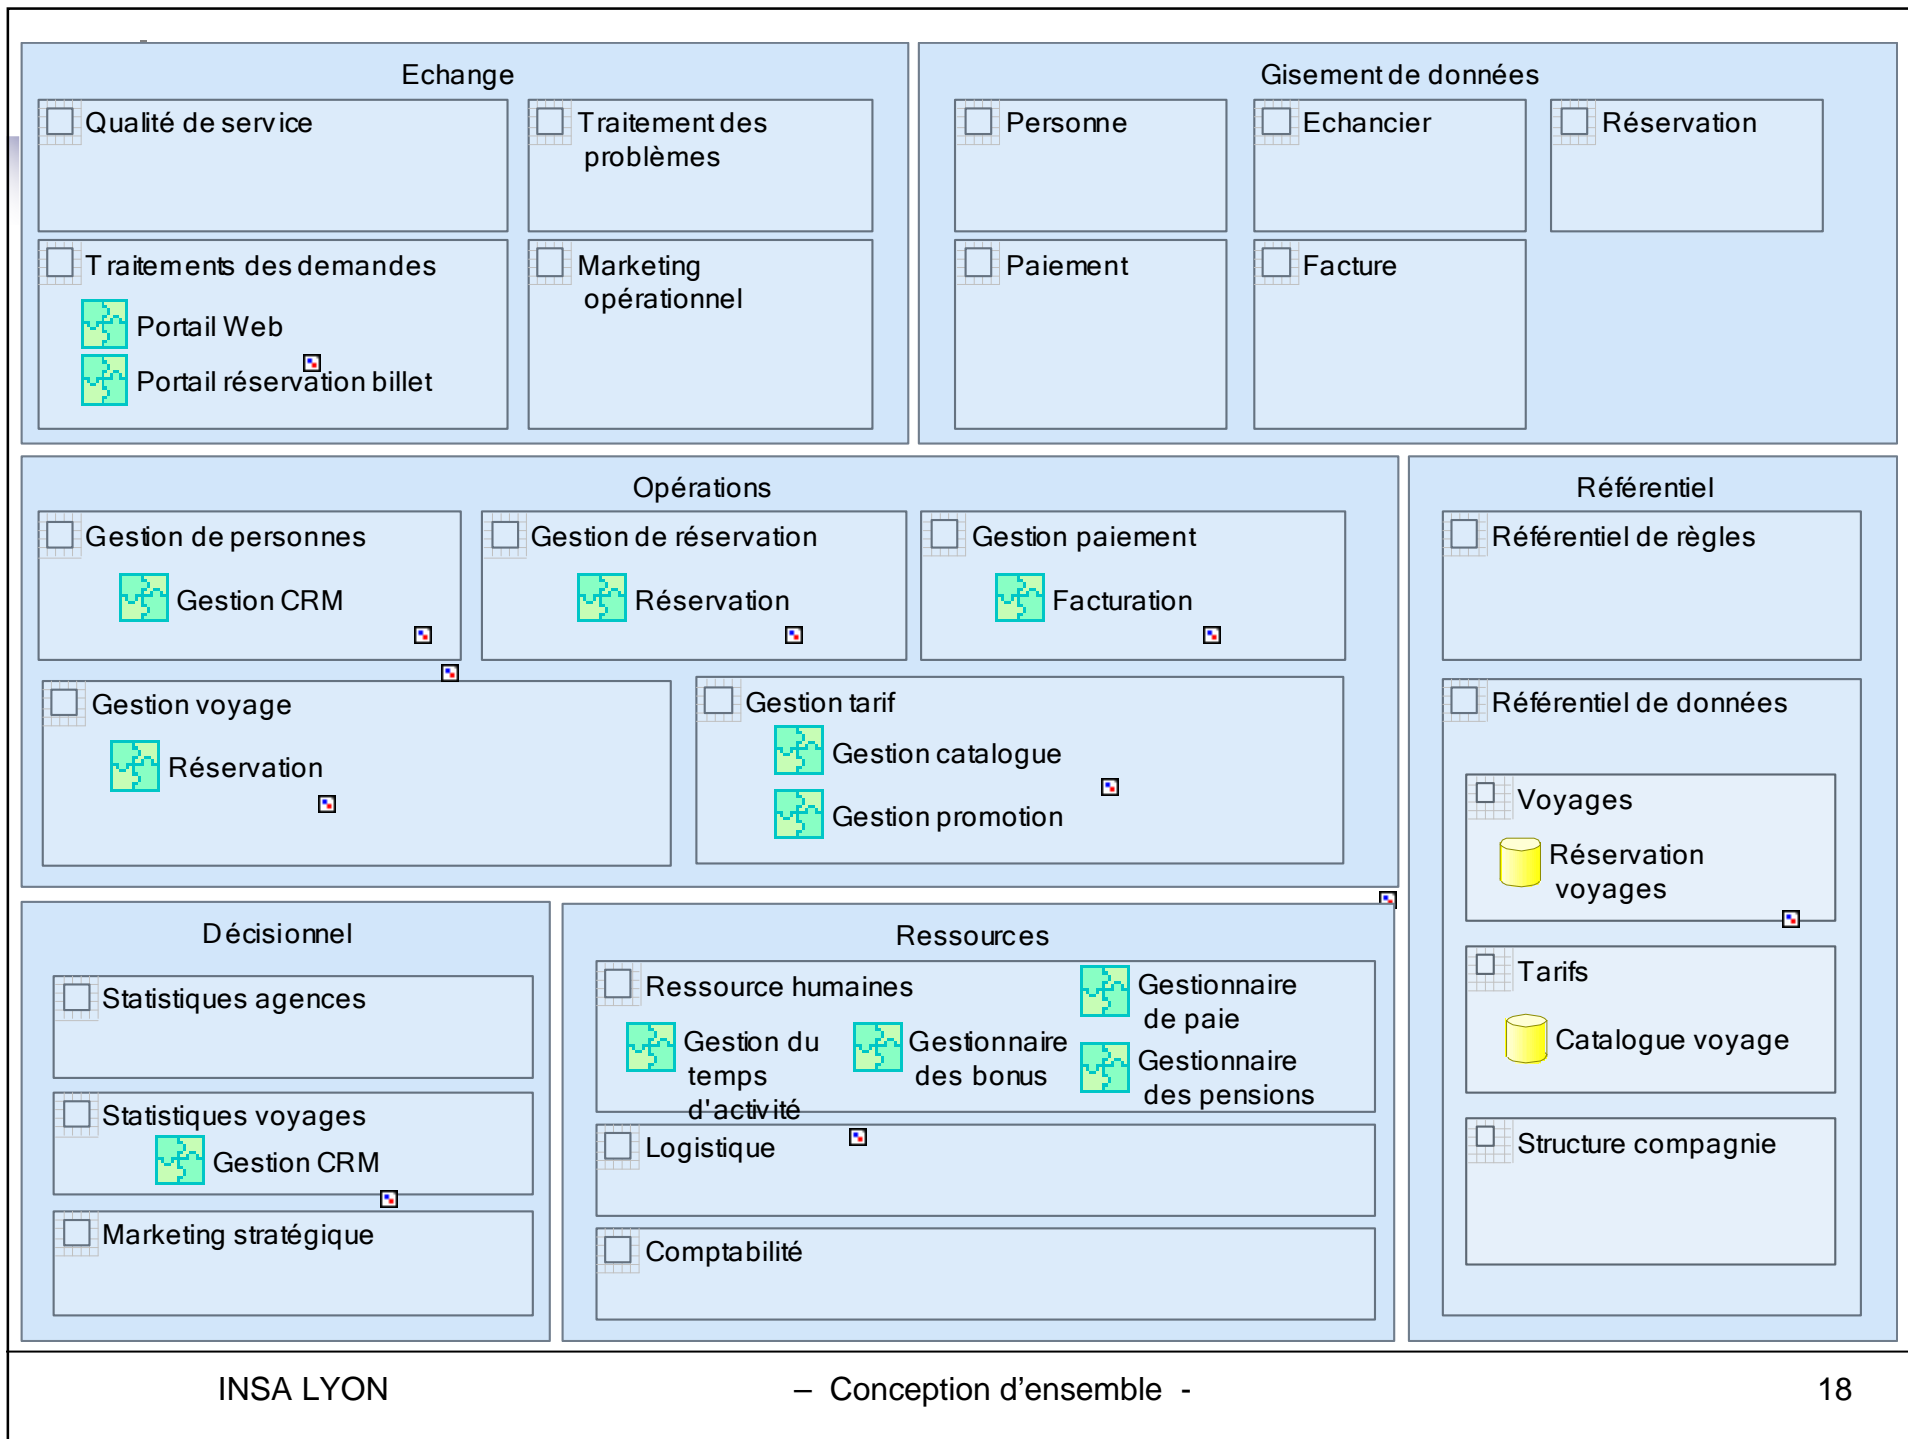 Echange
Qualité de service
Traitement des
problèmes
Traitements des demandes
Portail Web
Portail réservation billet
Marketing
opérationnel
Gisement de données
Personne
Echancier
Réservation
Paiement
Facture
Opérations
Gestion de personnes
Gestion CRM
Gestion de réservation
Réservation
Gestion paiement
Facturation
Gestion voyage
Réservation
Gestion tarif
Gestion catalogue
Gestion promotion
Référentiel
Référentiel de règles
Référentiel de données
Voyages
Réservation
voyages
Tarifs
Catalogue voyage
Structure compagnie
Décisionnel
Statistiques agences
Statistiques voyages
Gestion CRM
Marketing stratégique
Ressources
Ressource humaines
Gestion du
temps
d'activité
Gestionnaire
des bonus
Gestionnaire
de paie
Gestionnaire
des pensions
Logistique
Comptabilité
INSA LYON
– Conception d’ensemble -
18